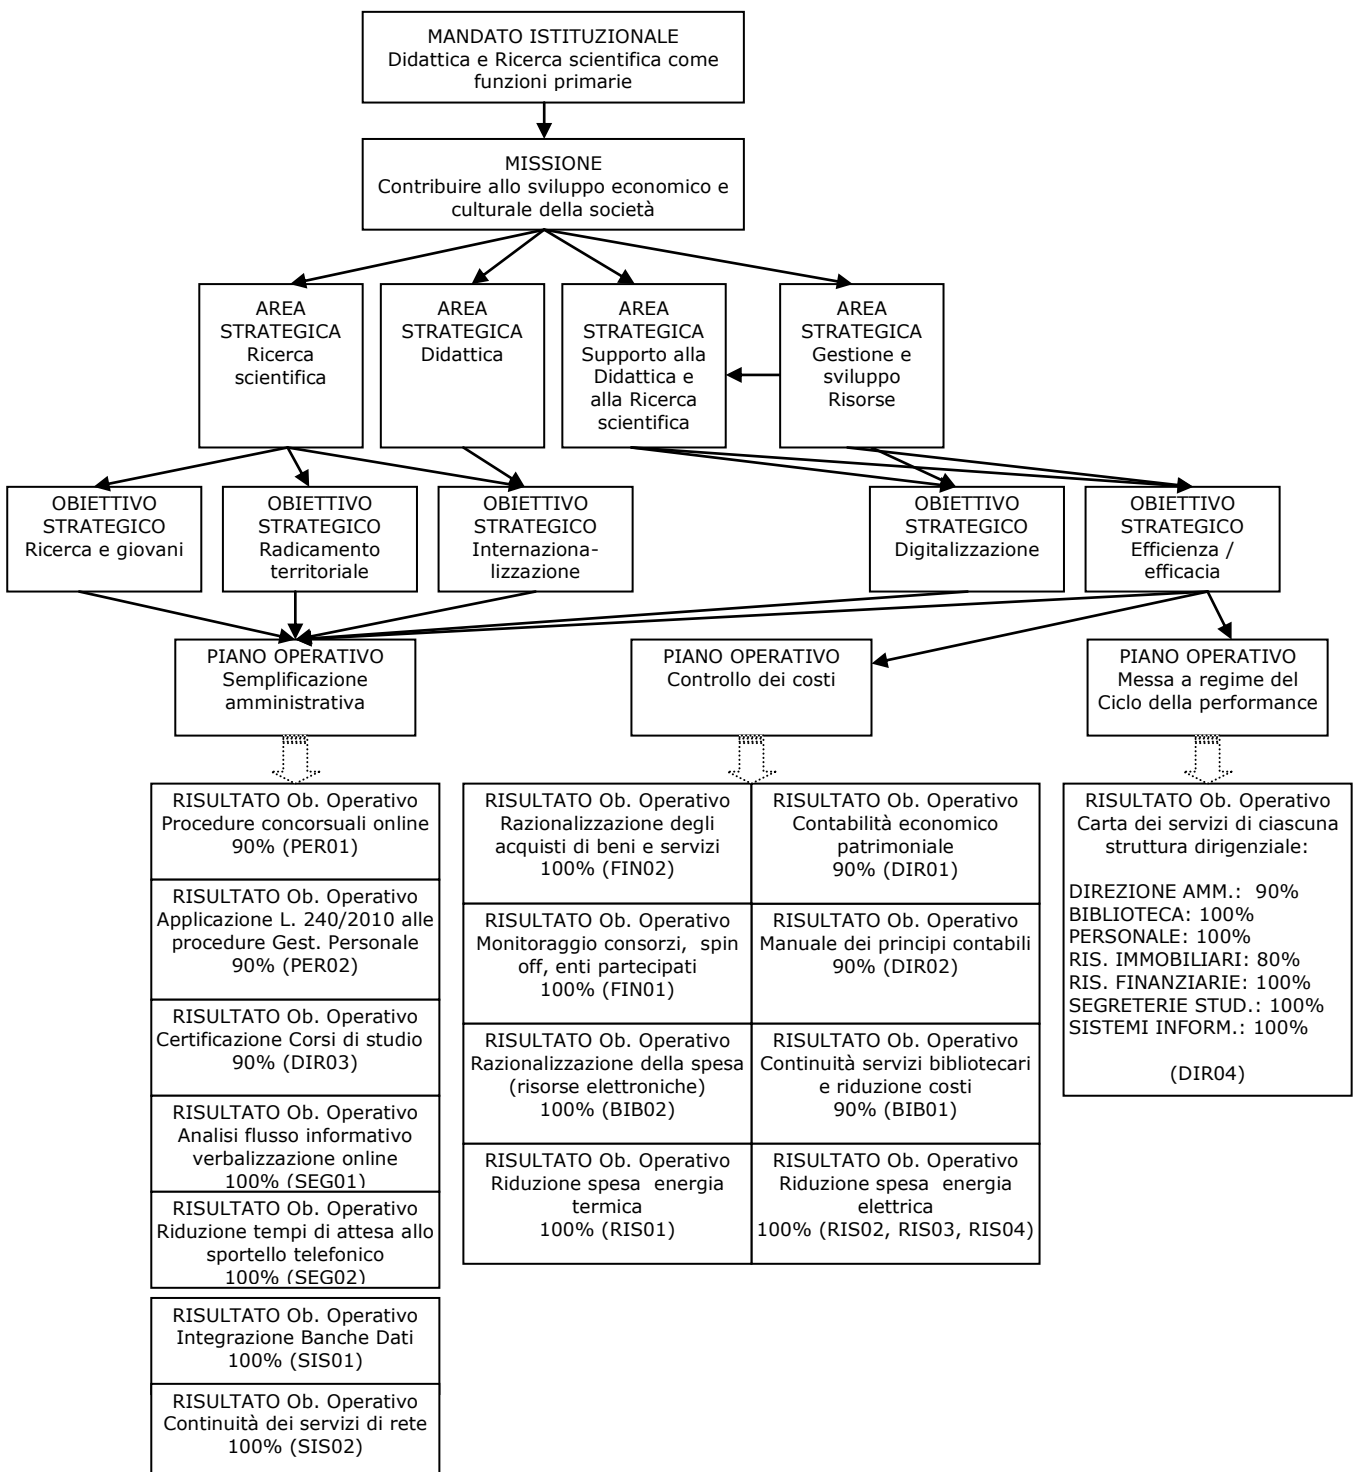 MANDATO ISTITUZIONALE
Didattica e Ricerca scientifica come
funzioni primarie
MISSIONE
Contribuire allo sviluppo economico e
culturale della società
AREA
STRATEGICA
Ricerca
scientifica
AREA
STRATEGICA
Didattica
AREA
STRATEGICA
Supporto alla
Didattica e
alla Ricerca
scientifica
AREA
STRATEGICA
Gestione e
sviluppo
Risorse
OBIETTIVO
STRATEGICO
Ricerca e giovani
OBIETTIVO
STRATEGICO
Radicamento
territoriale
OBIETTIVO
STRATEGICO
Internaziona-
lizzazione
OBIETTIVO
STRATEGICO
Digitalizzazione
OBIETTIVO
STRATEGICO
Efficienza /
efficacia
PIANO OPERATIVO
Semplificazione
amministrativa
PIANO OPERATIVO
Controllo dei costi
PIANO OPERATIVO
Messa a regime del
Ciclo della performance
RISULTATO Ob. Operativo
Procedure concorsuali online
90% (PER01)
RISULTATO Ob. Operativo
Applicazione L. 240/2010 alle
procedure Gest. Personale
90% (PER02)
RISULTATO Ob. Operativo
Certificazione Corsi di studio
90% (DIR03)
RISULTATO Ob. Operativo
Analisi flusso informativo
verbalizzazione online
100% (SEG01)
RISULTATO Ob. Operativo
Riduzione tempi di attesa allo
sportello telefonico
100% (SEG02)
RISULTATO Ob. Operativo
Integrazione Banche Dati
100% (SIS01)
RISULTATO Ob. Operativo
Continuità dei servizi di rete
100% (SIS02)
RISULTATO Ob. Operativo
Razionalizzazione degli
acquisti di beni e servizi
100% (FIN02)
RISULTATO Ob. Operativo
Contabilità economico
patrimoniale
90% (DIR01)
RISULTATO Ob. Operativo
Monitoraggio consorzi, spin
off, enti partecipati
100% (FIN01)
RISULTATO Ob. Operativo
Manuale dei principi contabili
90% (DIR02)
RISULTATO Ob. Operativo
Razionalizzazione della spesa
(risorse elettroniche)
100% (BIB02)
RISULTATO Ob. Operativo
Continuità servizi bibliotecari
e riduzione costi
90% (BIB01)
RISULTATO Ob. Operativo
Riduzione spesa energia
termica
100% (RIS01)
RISULTATO Ob. Operativo
Riduzione spesa energia
elettrica
100% (RIS02, RIS03, RIS04)
RISULTATO Ob. Operativo
Carta dei servizi di ciascuna
struttura dirigenziale:
DIREZIONE AMM.: 90%
BIBLIOTECA: 100%
PERSONALE: 100%
RIS. IMMOBILIARI: 80%
RIS. FINANZIARIE: 100%
SEGRETERIE STUD.: 100%
SISTEMI INFORM.: 100%
(DIR04)